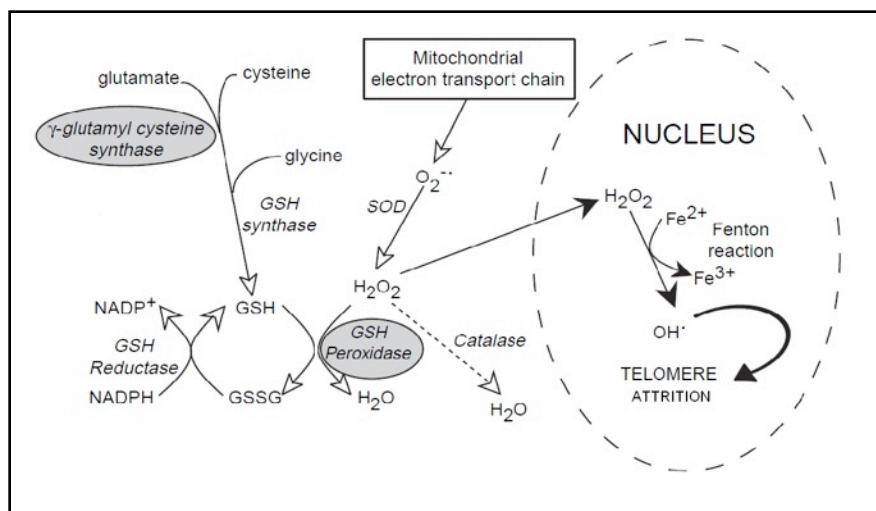 glutamate
cysteine
γ-glutamyl cysteine
synthase
glycine
GSH
synthase
Mitochondrial
electron transport chain
O₂⁻·
SOD
H₂O₂
NADP⁺
GSH
GSH
Reductase
NADPH
GSSG
GSH
Peroxidase
H₂O
Catalase
H₂O
NUCLEUS
H₂O₂
Fe²⁺
Fenton
reaction
Fe³⁺
OH·
TELOMERE
ATTRITION